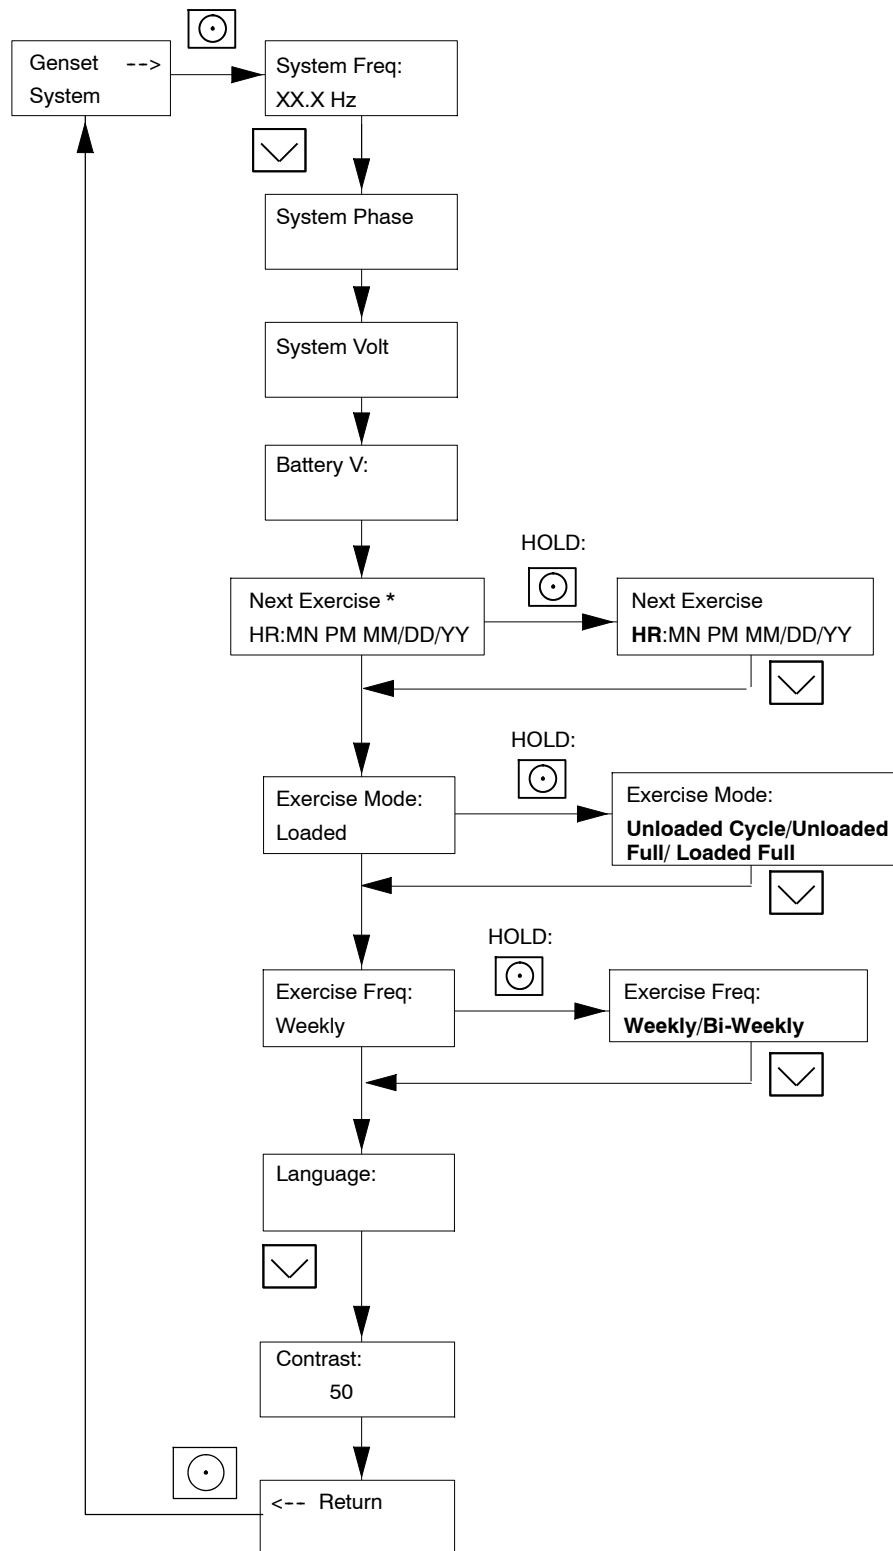 Genset -->
System
System Freq:
XX.X Hz
System Phase
System Volt
Battery V:
Next Exercise *
HR:MN PM MM/DD/YY
HOLD:
Next Exercise
HR:MN PM MM/DD/YY
Exercise Mode:
Loaded
HOLD:
Exercise Mode:
Unloaded Cycle/Unloaded
Full/ Loaded Full
Exercise Freq:
Weekly
HOLD:
Exercise Freq:
Weekly/Bi-Weekly
Language:
Contrast:
50
<-- Return